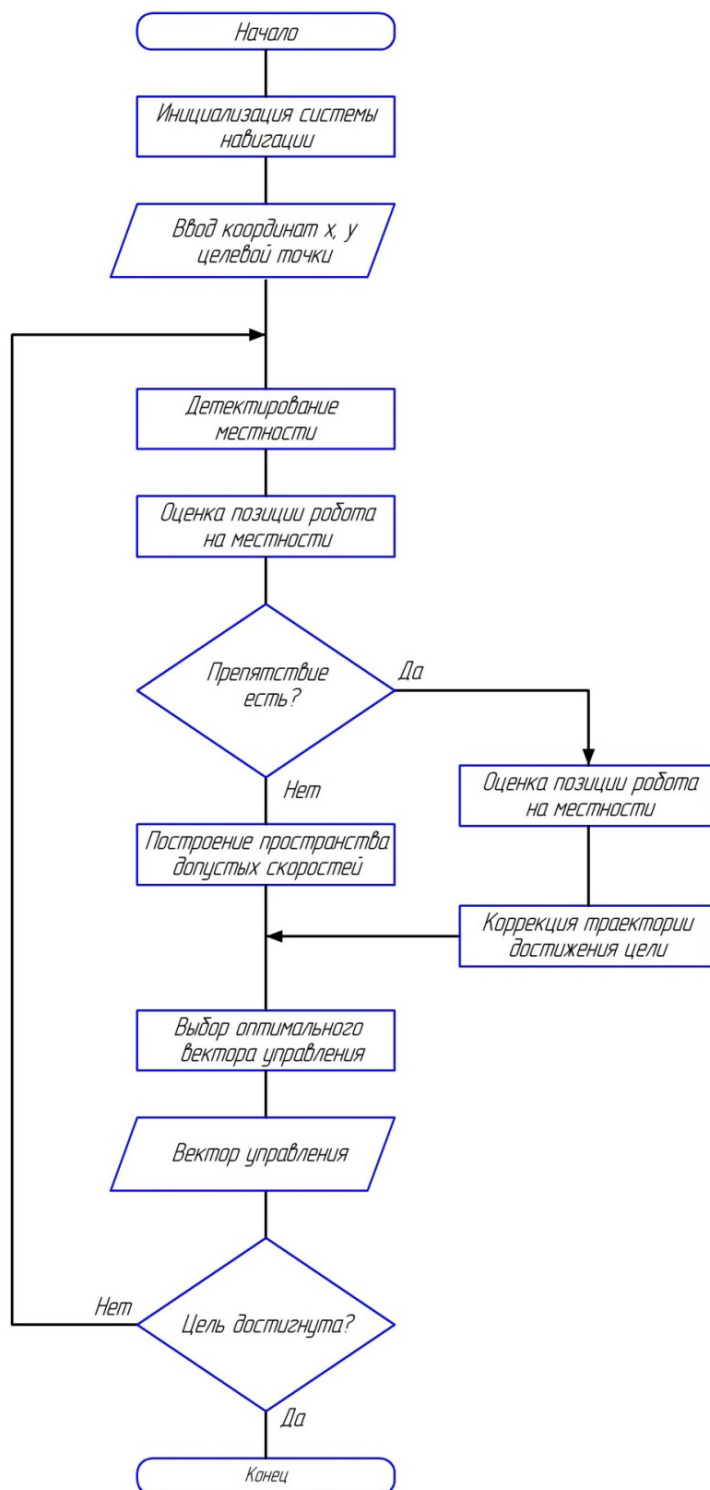 Начало
Инициализация системы
навигации
Ввод координат x, y
целевой точки
Детектирование
местности
Оценка позиции робота
на местности
Препятствие
есть?
Да
Нет
Оценка позиции робота
на местности
Построение пространства
допустых скоростей
Коррекция траектории
достижения цели
Выбор оптимального
вектора управления
Вектор управления
Нет
Цель достигнута?
Да
Конец